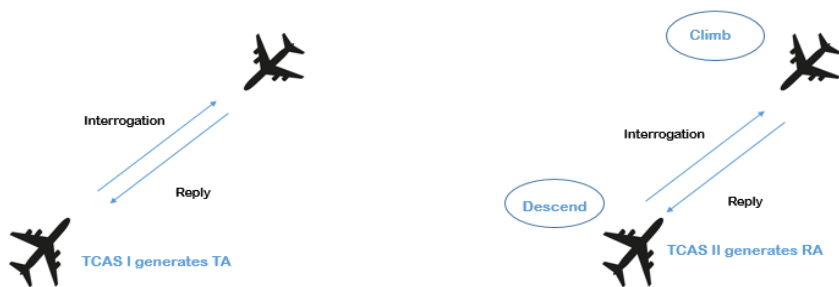 Interrogation
Reply
TCAS I generates TA
Climb
Interrogation
Descend
Reply
TCAS II generates RA